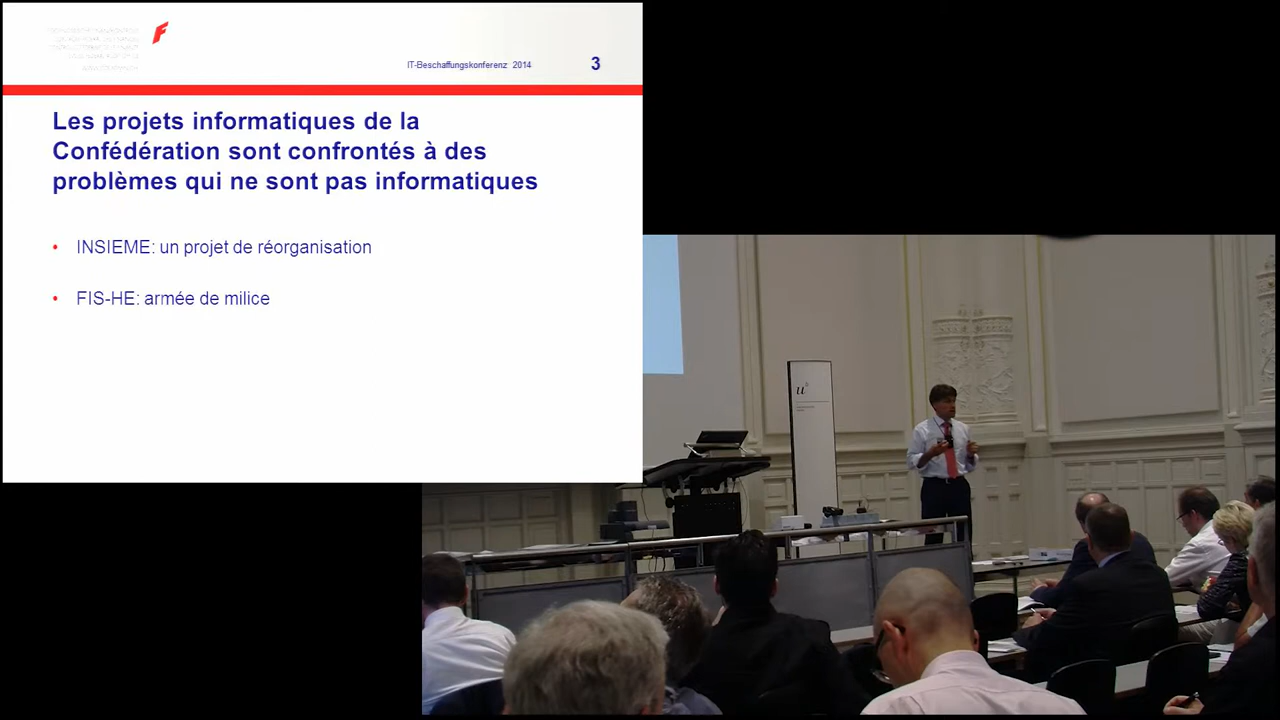 IT-Beschaffungskonferenz 2014
3
Les projets informatiques de la
Confédération sont confrontés à des
problèmes qui ne sont pas informatiques
• INSIEME: un projet de réorganisation
• FIS-HE: armée de milice
u
b